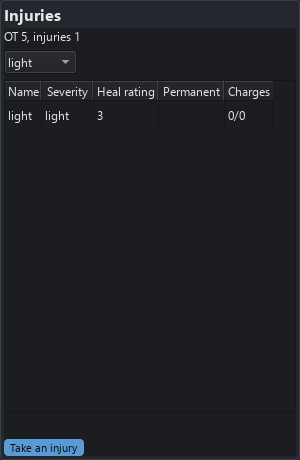 Injuries
OT 5, injuries 1
light
Name Severity Heal rating Permanent Charges
light light 3 0/0
Take an injury